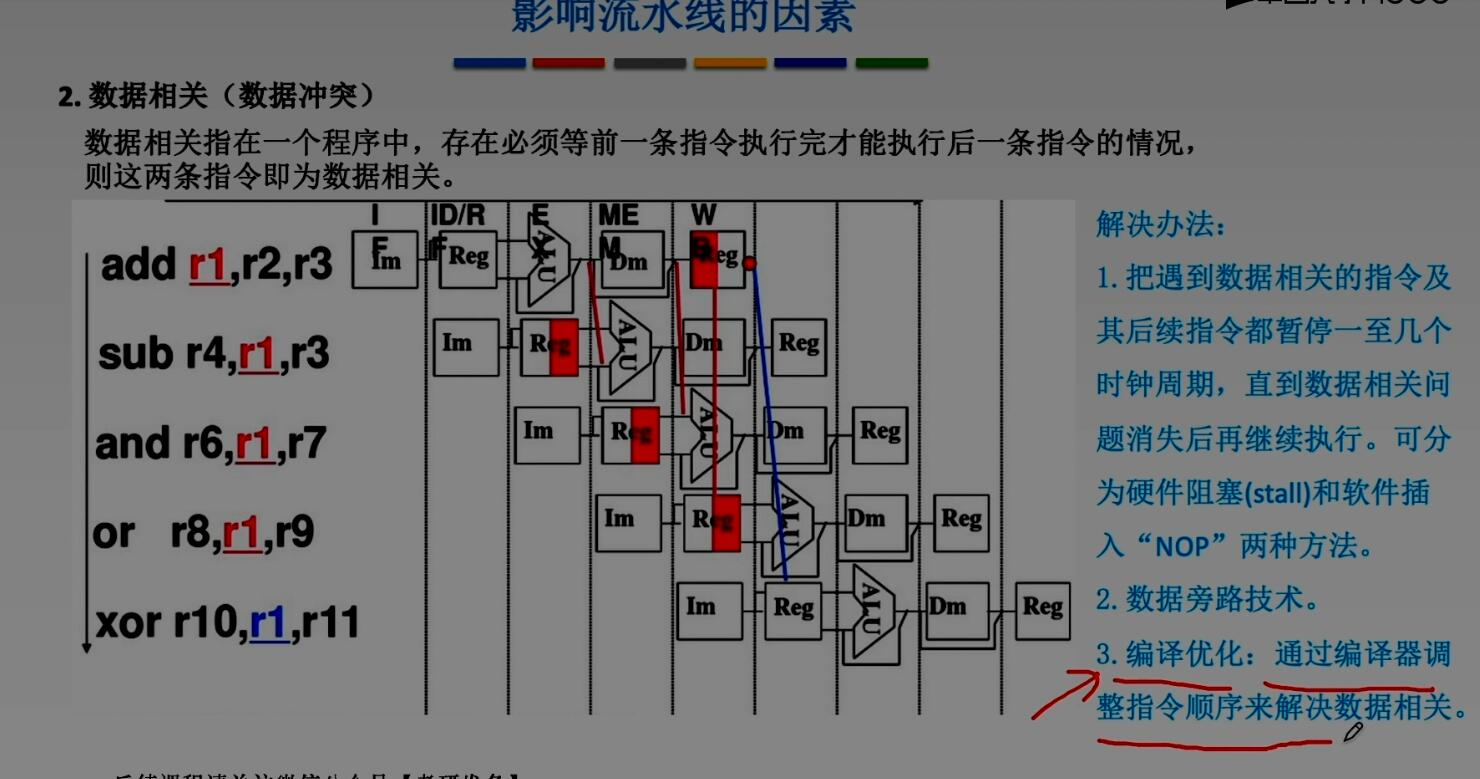 影响流水线的因素
2. 数据相关（数据冲突）
数据相关指在一个程序中，存在必须等前一条指令执行完才能执行后一条指令的情况，
则这两条指令即为数据相关。
I ID/R E ME W
F F X M B
add r1,r2,r3 Im Reg ALU Dm Reg
sub r4,r1,r3 Im Reg ALU Dm Reg
and r6,r1,r7 Im Reg ALU Dm Reg
or r8,r1,r9 Im Reg ALU Dm Reg
xor r10,r1,r11 Im Reg ALU Dm Reg
解决办法：
1. 把遇到数据相关的指令及
其后续指令都暂停一至几个
时钟周期，直到数据相关问
题消失后再继续执行。可分
为硬件阻塞(stall)和软件插
入“NOP”两种方法。
2. 数据旁路技术。
3. 编译优化：通过编译器调
整指令顺序来解决数据相关。